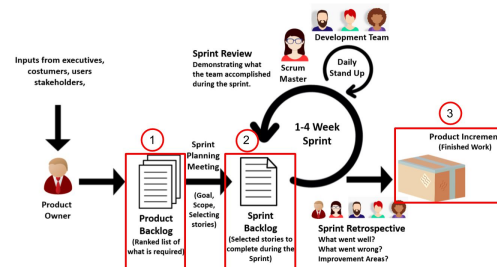 Inputs from executives,
costumers, users
stakeholders,
Product
Owner
1
Product
Backlog
(Ranked list of
what is required)
Sprint
Planning
Meeting
(Goal,
Scope,
Selecting
stories)
2
Sprint
Backlog
(Selected stories to
complete during the
Sprint)
Sprint Review
Demonstrating what
the team accomplished
during the sprint.
Scrum
Master
Development Team
Daily
Stand Up
1-4 Week
Sprint
3
Product Increment
(Finished Work)
Sprint Retrospective
What went well?
What went wrong?
Improvement Areas?